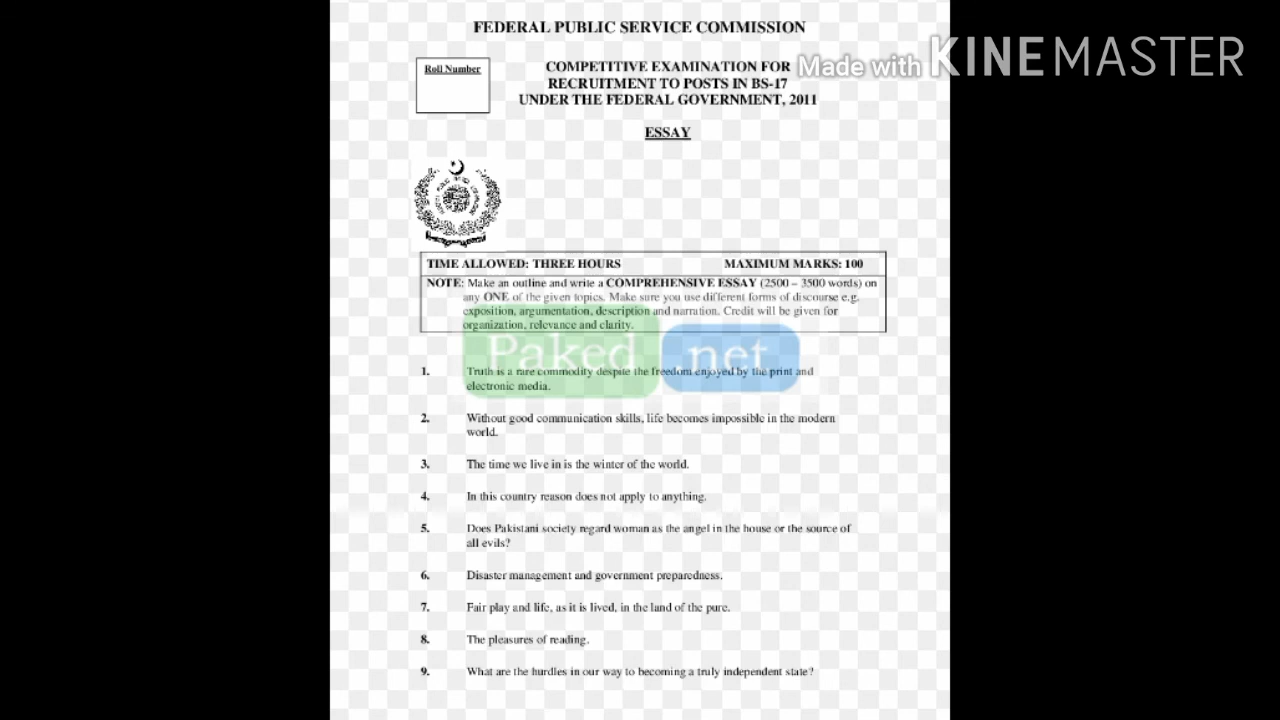 FEDERAL PUBLIC SERVICE COMMISSION
Made with KINEMASTER
Roll Number
COMPETITIVE EXAMINATION FOR
RECRUITMENT TO POSTS IN BS-17
UNDER THE FEDERAL GOVERNMENT, 2011
ESSAY
TIME ALLOWED: THREE HOURS MAXIMUM MARKS: 100
NOTE: Make an outline and write a COMPREHENSIVE ESSAY (2500 – 3500 words) on
any ONE of the given topics. Make sure you use different forms of discourse e.g.
exposition, argumentation, description and narration. Credit will be given for
organization, relevance and clarity.
Paked .net
1. Truth is a rare commodity despite the freedom enjoyed by the print and
electronic media.
2. Without good communication skills, life becomes impossible in the modern
world.
3. The time we live in is the winter of the world.
4. In this country reason does not apply to anything.
5. Does Pakistani society regard woman as the angel in the house or the source of
all evils?
6. Disaster management and government preparedness.
7. Fair play and life, as it is lived, in the land of the pure.
8. The pleasures of reading.
9. What are the hurdles in our way to becoming a truly independent state?